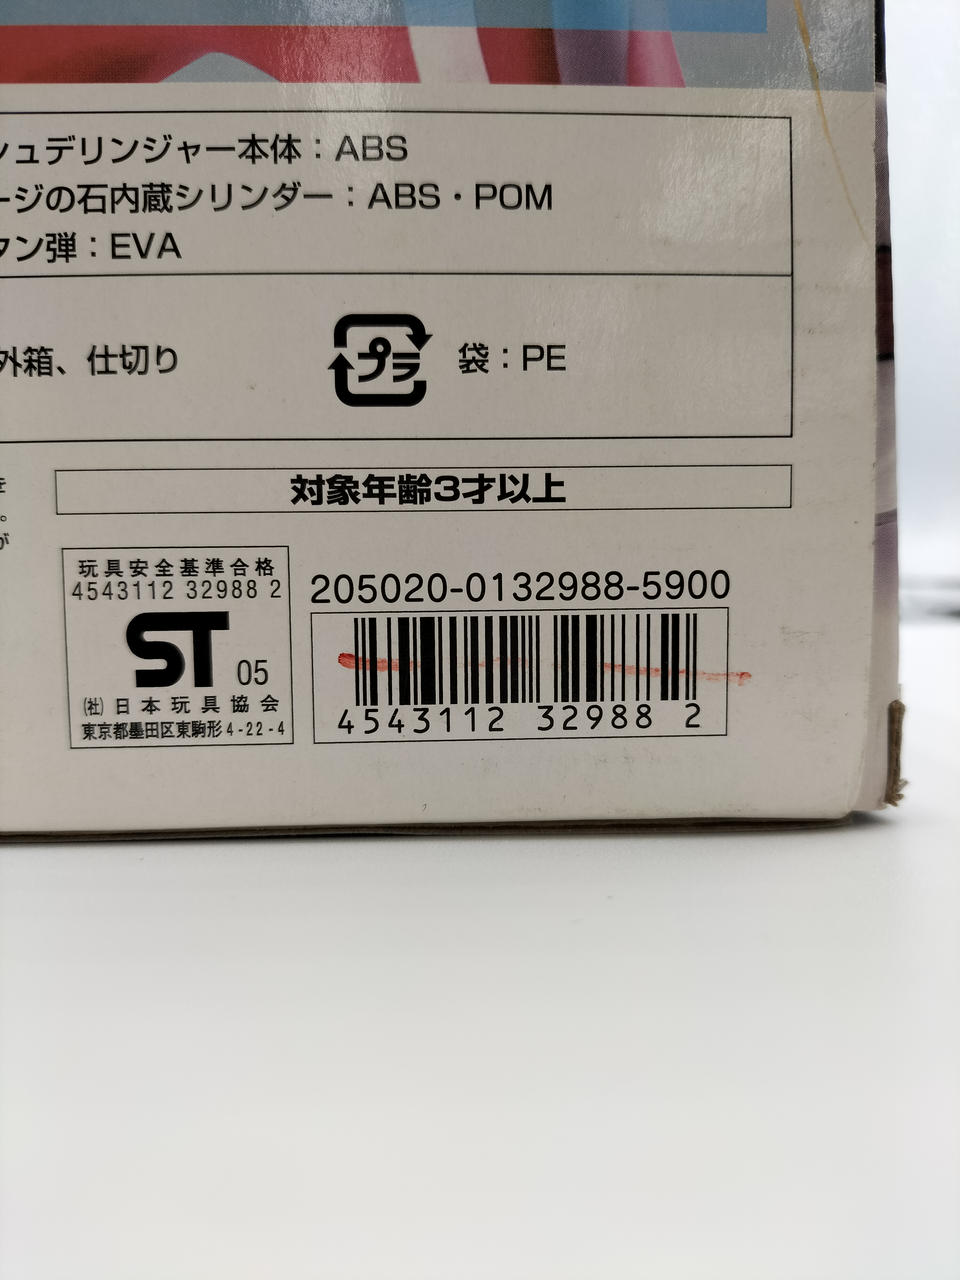 シュデリンジャー本体：ABS
ージの石内蔵シリンダー：ABS・POM
タン弾：EVA
外箱、仕切り
プラ
袋：PE
。
が
対象年齢3才以上
玩具安全基準合格
4543112 32988 2
ST 05
(社)日本玩具協会
東京都墨田区東駒形4-22-4
205020-0132988-5900
4543112 32988 2